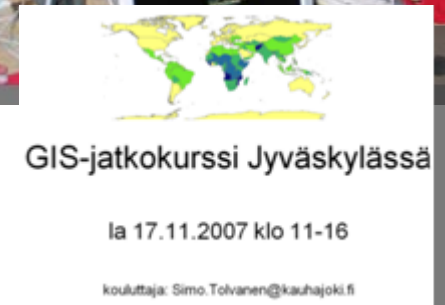 GIS-jatkokurssi Jyväskylässä
la 17.11.2007 klo 11-16
kouluttaja: Simo.Tolvanen@kauhajoki.fi